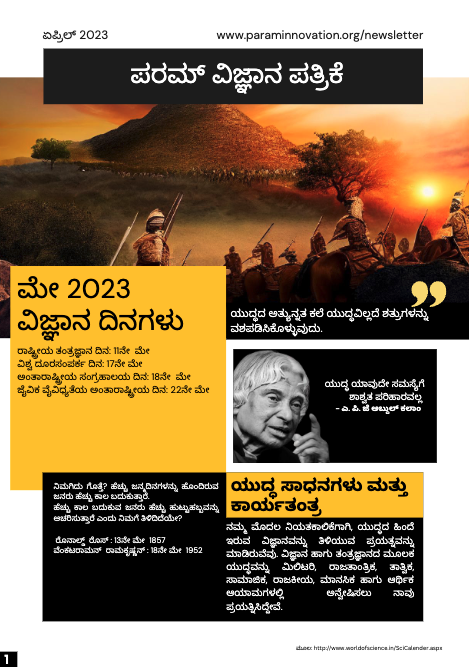 ಏಪ್ರಿಲ್ 2023
www.paraminnovation.org/newsletter
ಪರಮ್ ವಿಜ್ಞಾನ ಪತ್ರಿಕೆ
ಮೇ 2023
ವಿಜ್ಞಾನ ದಿನಗಳು
ರಾಷ್ಟ್ರೀಯ ತಂತ್ರಜ್ಞಾನ ದಿನ: 11ನೇ ಮೇ
ವಿಶ್ವ ದೂರಸಂಪರ್ಕ ದಿನ: 17ನೇ ಮೇ
ಅಂತಾರಾಷ್ಟ್ರೀಯ ಸಂಗ್ರಹಾಲಯ ದಿನ: 18ನೇ ಮೇ
ಜೈವಿಕ ವೈವಿಧ್ಯತೆಯ ಅಂತಾರಾಷ್ಟ್ರೀಯ ದಿನ: 22ನೇ ಮೇ
ಯುದ್ಧದ ಅತ್ಯುನ್ನತ ಕಲೆ ಯುದ್ಧವಿಲ್ಲದೆ ಶತ್ರುಗಳನ್ನು
ವಶಪಡಿಸಿಕೊಳ್ಳುವುದು.
ಯುದ್ಧ ಯಾವುದೇ ಸಮಸ್ಯೆಗೆ
ಶಾಶ್ವತ ಪರಿಹಾರವಲ್ಲ
- ಎ. ಪಿ. ಜೆ ಅಬ್ದುಲ್ ಕಲಾಂ
ನಿಮಗಿದು ಗೊತ್ತೆ? ಹೆಚ್ಚು ಜನ್ಮದಿನಗಳನ್ನು ಹೊಂದಿರುವ
ಜನರು ಹೆಚ್ಚು ಕಾಲ ಬದುಕುತ್ತಾರೆ.
ಹೆಚ್ಚು ಕಾಲ ಬದುಕುವ ಜನರು ಹೆಚ್ಚು ಹುಟ್ಟುಹಬ್ಬವನ್ನು
ಆಚರಿಸುತ್ತಾರೆ ಎಂದು ನಿಮಗೆ ತಿಳಿದಿದೆಯೇ?
ರೊನಾಲ್ಡ್ ರೊಸ್ : 13ನೇ ಮೇ 1857
ವೆಂಕಟರಾಮನ್ ರಾಮಕೃಷ್ಣನ್ : 18ನೇ ಮೇ 1952
ಯುದ್ಧ ಸಾಧನಗಳು ಮತ್ತು
ಕಾರ್ಯತಂತ್ರ
ನಮ್ಮ ಮೊದಲ ನಿಯತಕಾಲಿಕೆಗಾಗಿ, ಯುದ್ಧದ ಹಿಂದೆ
ಇರುವ ವಿಜ್ಞಾನವನ್ನು ತಿಳಿಯುವ ಪ್ರಯತ್ನವನ್ನು
ಮಾಡಿರುವೆವು. ವಿಜ್ಞಾನ ಹಾಗು ತಂತ್ರಜ್ಞಾನದ ಮೂಲಕ
ಯುದ್ಧವನ್ನು ಮಿಲಿಟರಿ, ರಾಜತಾಂತ್ರಿಕ, ತಾತ್ವಿಕ,
ಸಾಮಾಜಿಕ, ರಾಜಕೀಯ, ಮಾನಸಿಕ ಹಾಗು ಆರ್ಥಿಕ
ಆಯಾಮಗಳಲ್ಲಿ ಅನ್ವೇಷಿಸಲು ನಾವು
ಪ್ರಯತ್ನಿಸಿದ್ದೇವೆ.
ಮೂಲ: http://www.worldofscience.in/SciCalender.aspx
1